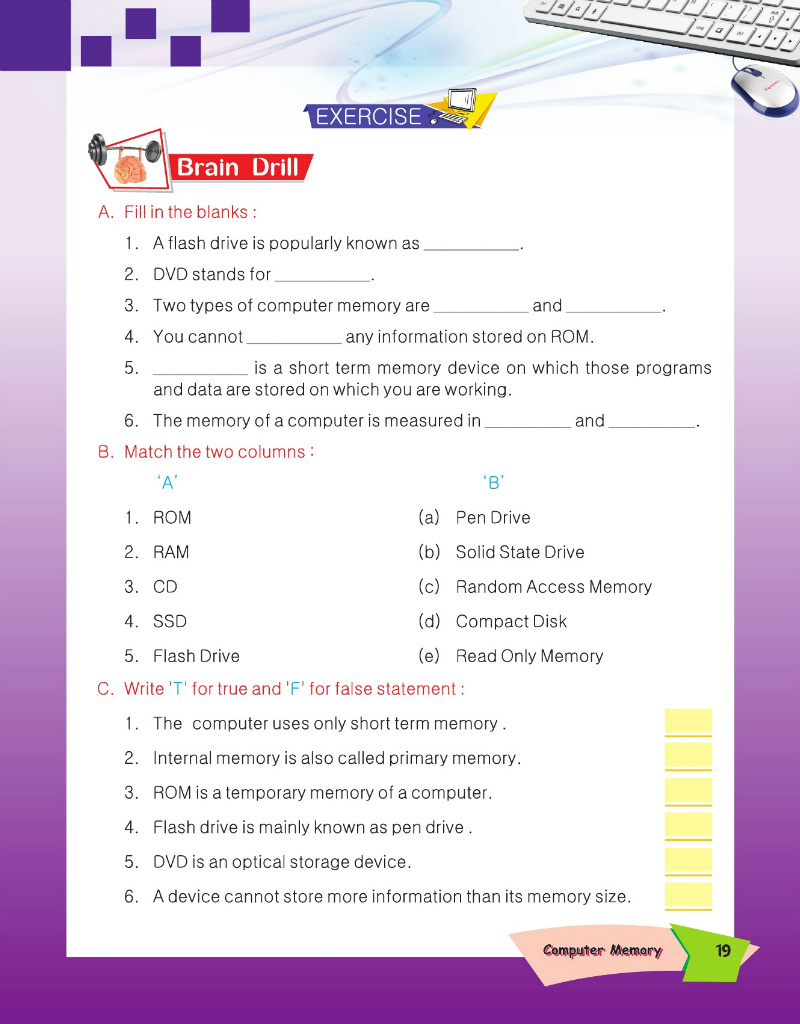 EXERCISE
Brain Drill
A. Fill in the blanks :
1. A flash drive is popularly known as ___________.
2. DVD stands for ___________.
3. Two types of computer memory are ___________ and ___________.
4. You cannot ___________ any information stored on ROM.
5. ___________ is a short term memory device on which those programs
and data are stored on which you are working.
6. The memory of a computer is measured in __________ and __________.
B. Match the two columns :
'A' 'B'
1. ROM (a) Pen Drive
2. RAM (b) Solid State Drive
3. CD (c) Random Access Memory
4. SSD (d) Compact Disk
5. Flash Drive (e) Read Only Memory
C. Write 'T' for true and 'F' for false statement :
1. The computer uses only short term memory .
2. Internal memory is also called primary memory.
3. ROM is a temporary memory of a computer.
4. Flash drive is mainly known as pen drive .
5. DVD is an optical storage device.
6. A device cannot store more information than its memory size.
Computer Memory 19